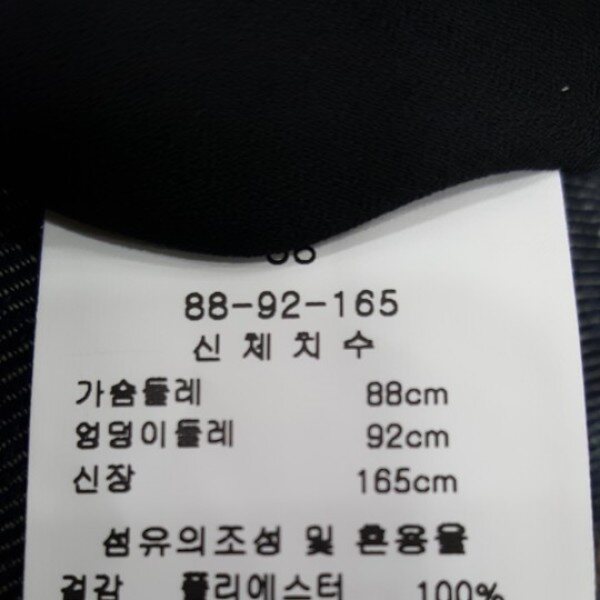 88-92-165
신체치수
가슴둘레 88cm
엉덩이둘레 92cm
신장 165cm
섬유의조성 및 혼용율
겉감 폴리에스터 100%